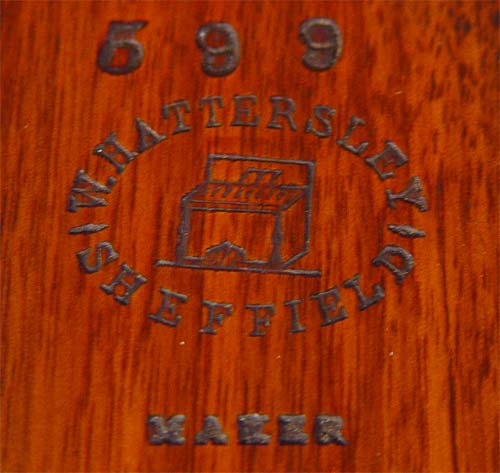 599
W. HATTERSLEY
SHEFFIELD
MAKER